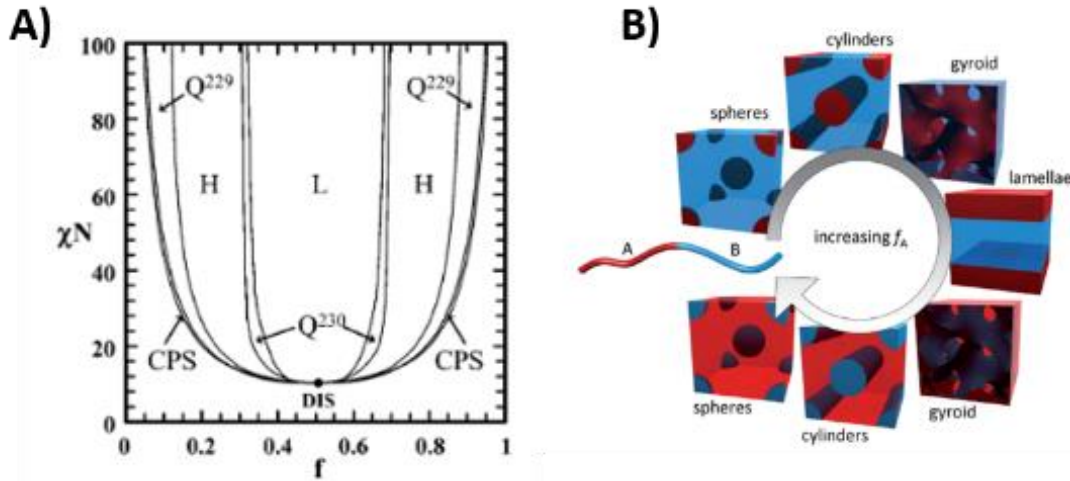 A)
100
80
60
40
20
0
χN
Q²²⁹
Q²²⁹
H
L
H
Q²³⁰
CPS
CPS
DIS
0
0.2
0.4
0.6
0.8
1
f
B)
cylinders
gyroid
spheres
lamellae
A
B
increasing fA
spheres
cylinders
gyroid